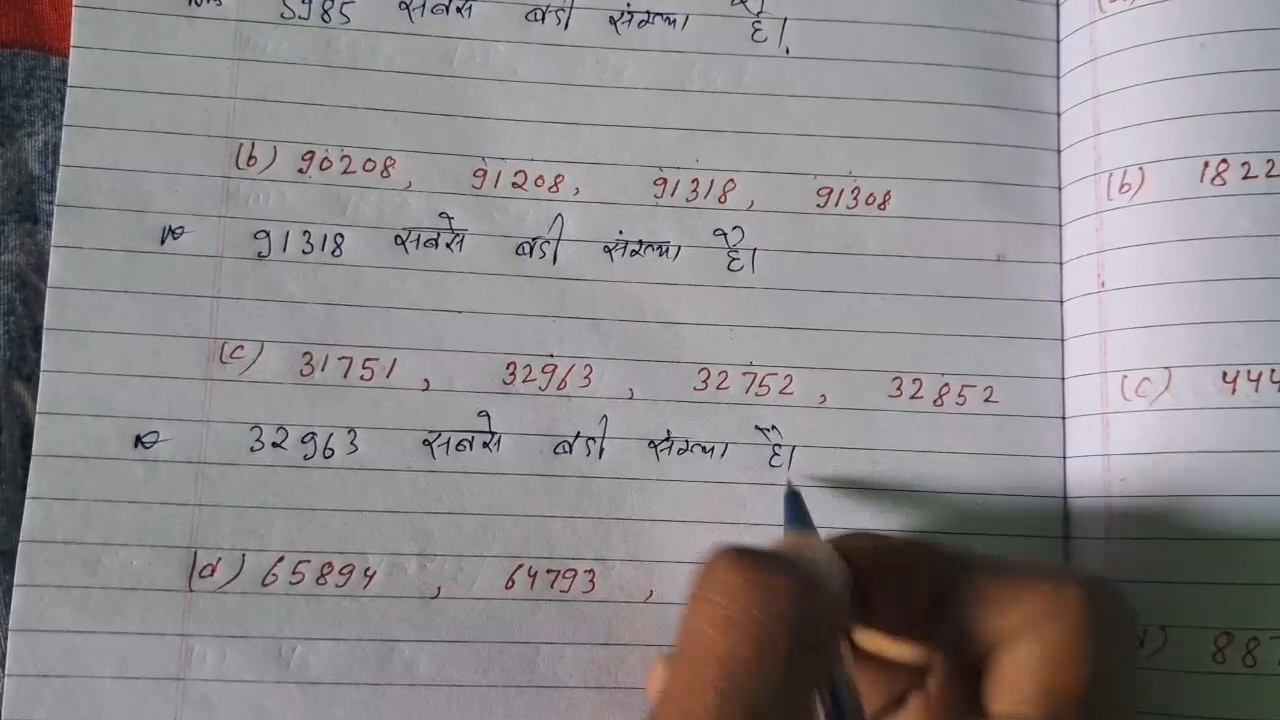 5985 सबसे बडी संख्या है।
(b) 90208, 91208, 91318, 91308
91318 सबसे बडी संख्या है।
(c) 31751, 32963, 32752, 32852
32963 सबसे बडी संख्या है।
(d) 65894, 64793,
(b) 1822
(c) 444
887